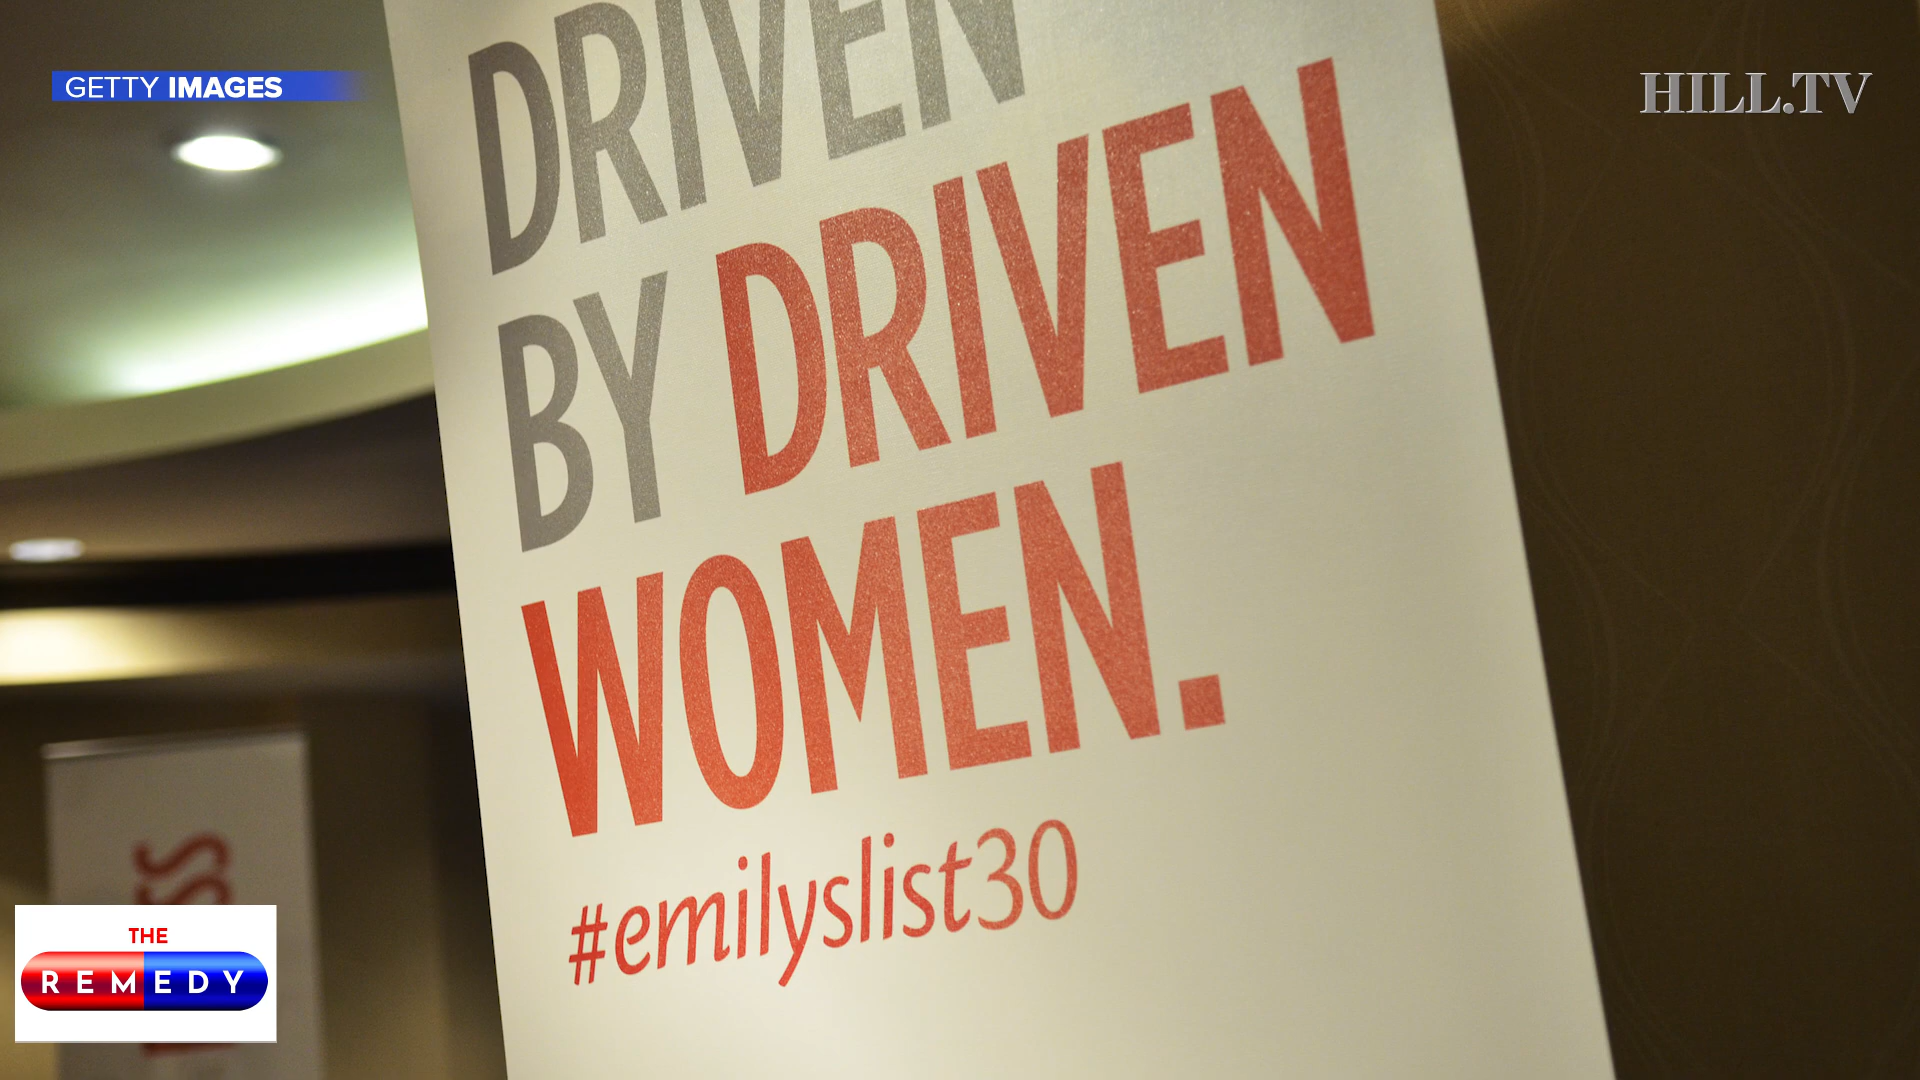 GETTY IMAGES
HILL.TV
DRIVEN
BY DRIVEN
WOMEN.
#emilyslist30
THE
REMEDY